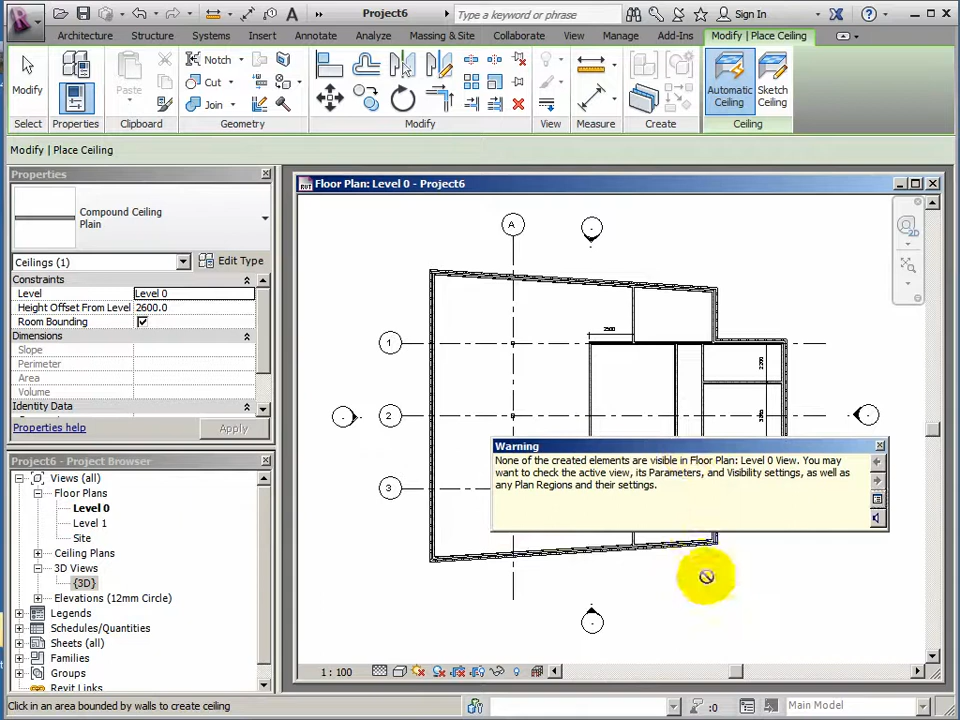 Project6
Type a keyword or phrase
Sign In
Architecture Structure Systems Insert Annotate Analyze Massing & Site Collaborate View Manage Add-Ins Modify | Place Ceiling
Modify
Paste
Notch
Cut
Join
Automatic Ceiling
Sketch Ceiling
Select Properties Clipboard Geometry Modify View Measure Create Ceiling
Modify | Place Ceiling
Properties
Compound Ceiling
Plain
Ceilings (1) Edit Type
Constraints
Level Level 0
Height Offset From Level 2600.0
Room Bounding
Dimensions
Slope
Perimeter
Area
Volume
Identity Data
Properties help Apply
Project6 - Project Browser
Views (all)
Floor Plans
Level 0
Level 1
Site
Ceiling Plans
3D Views
{3D}
Elevations (12mm Circle)
Legends
Schedules/Quantities
Sheets (all)
Families
Groups
Revit Links
Floor Plan: Level 0 - Project6
A
2500
1
2
3
2D
Warning
None of the created elements are visible in Floor Plan: Level 0 View. You may
want to check the active view, its Parameters, and Visibility settings, as well as
any Plan Regions and their settings.
1 : 100
Click in an area bounded by walls to create ceiling
:0
Main Model